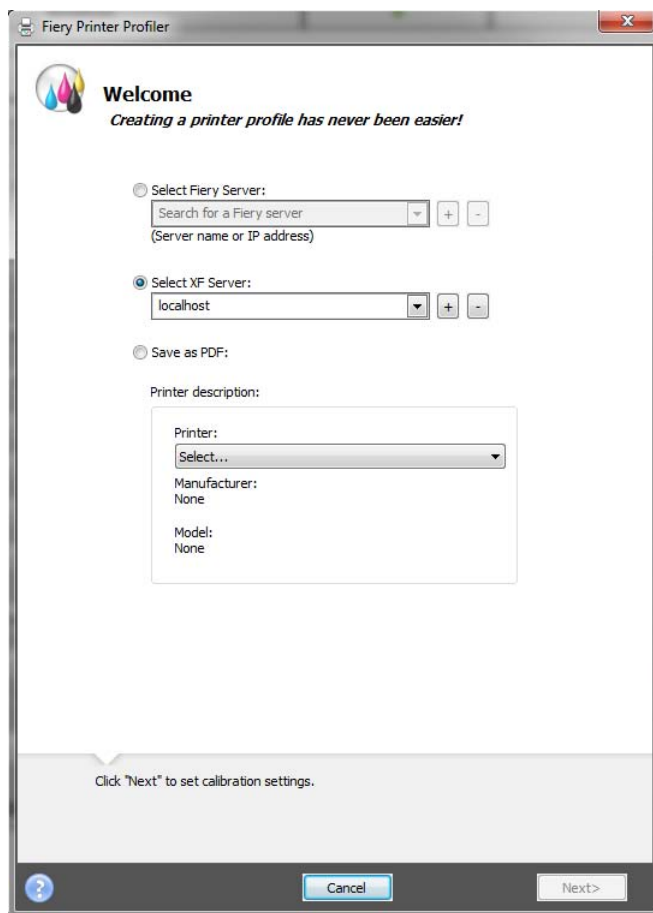 Fiery Printer Profiler
Welcome
Creating a printer profile has never been easier!
Select Fiery Server:
Search for a Fiery server
+ -
(Server name or IP address)
Select XF Server:
localhost
+ -
Save as PDF:
Printer description:
Printer:
Select...
Manufacturer:
None
Model:
None
Click "Next" to set calibration settings.
? Cancel Next>